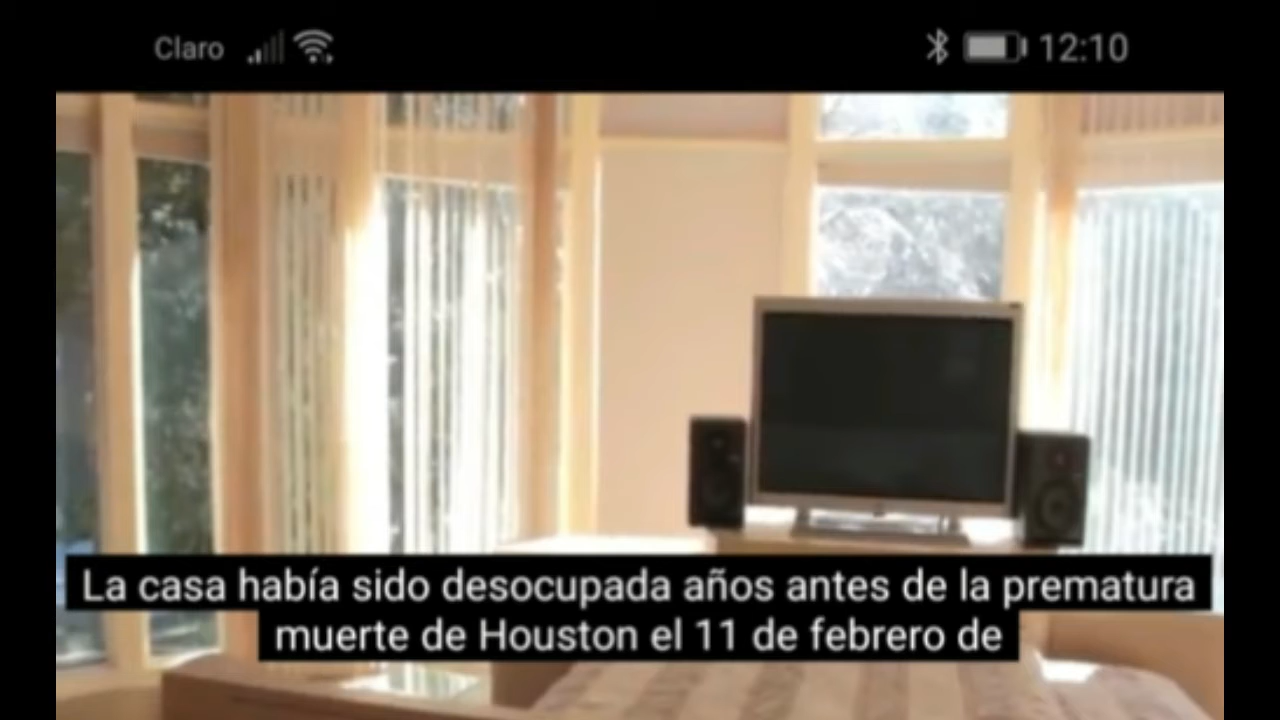 Claro 12:10
La casa había sido desocupada años antes de la prematura
muerte de Houston el 11 de febrero de